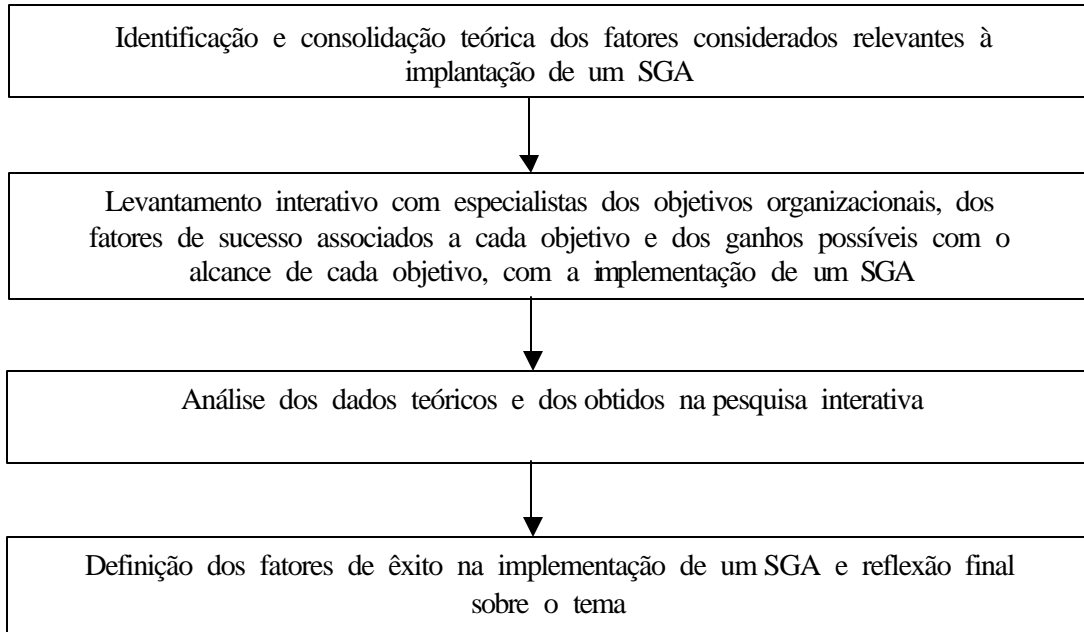 Identificação e consolidação teórica dos fatores considerados relevantes à
implantação de um SGA
Levantamento interativo com especialistas dos objetivos organizacionais, dos
fatores de sucesso associados a cada objetivo e dos ganhos possíveis com o
alcance de cada objetivo, com a implementação de um SGA
Análise dos dados teóricos e dos obtidos na pesquisa interativa
Definição dos fatores de êxito na implementação de um SGA e reflexão final
sobre o tema